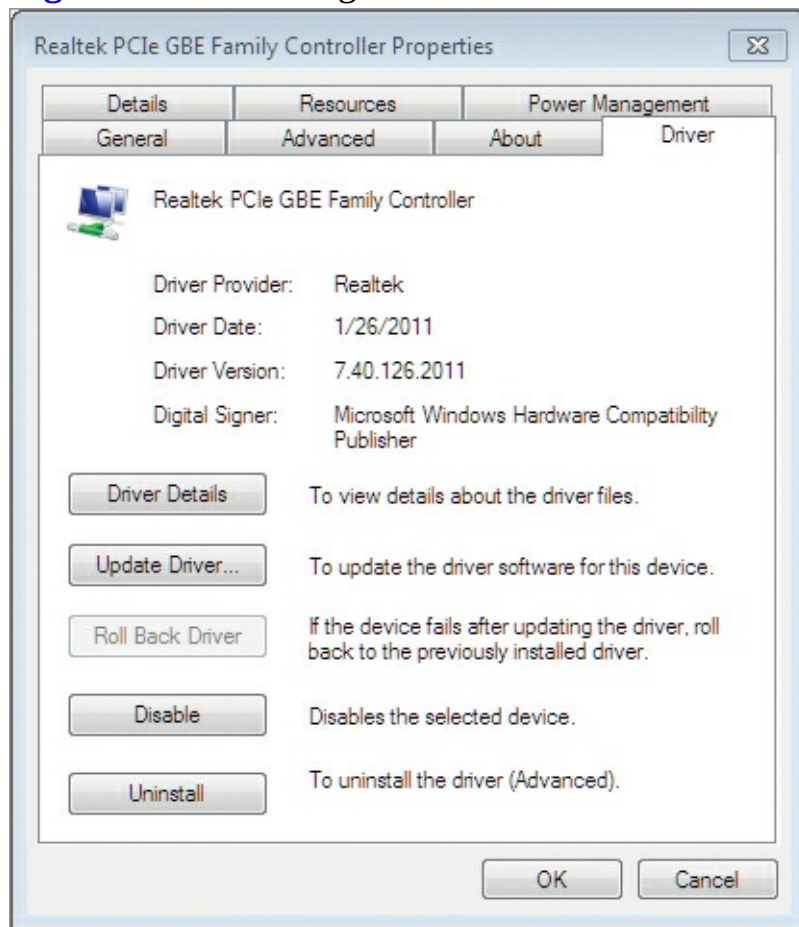 Realtek PCIe GBE Family Controller Properties
Details Resources Power Management
General Advanced About Driver
Realtek PCIe GBE Family Controller
Driver Provider: Realtek
Driver Date: 1/26/2011
Driver Version: 7.40.126.2011
Digital Signer: Microsoft Windows Hardware Compatibility
Publisher
Driver Details To view details about the driver files.
Update Driver... To update the driver software for this device.
Roll Back Driver If the device fails after updating the driver, roll
back to the previously installed driver.
Disable Disables the selected device.
Uninstall To uninstall the driver (Advanced).
OK Cancel